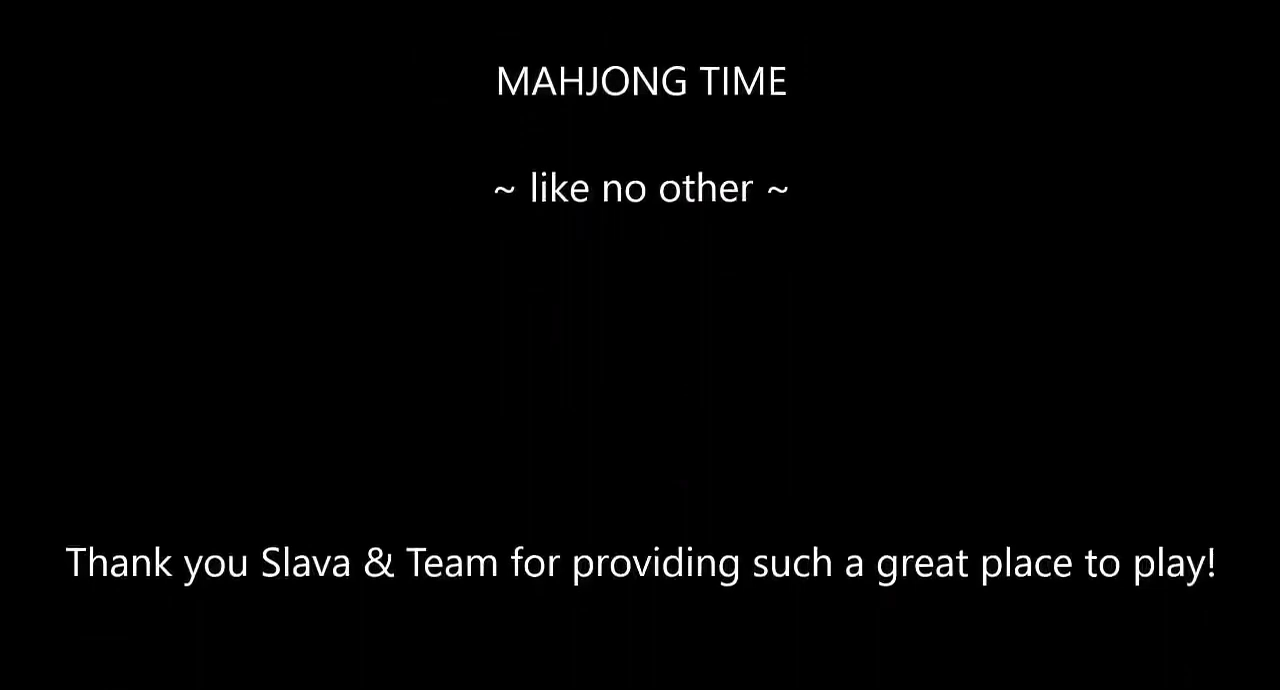 MAHJONG TIME
~ like no other ~
Thank you Slava & Team for providing such a great place to play!